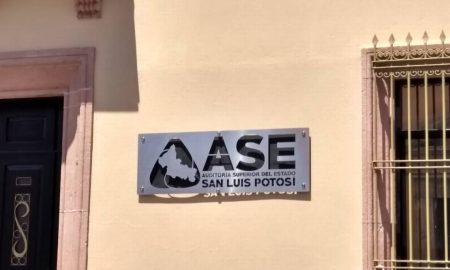 ASE
AUDITORÍA SUPERIOR DEL ESTADO
SAN LUIS POTOSÍ